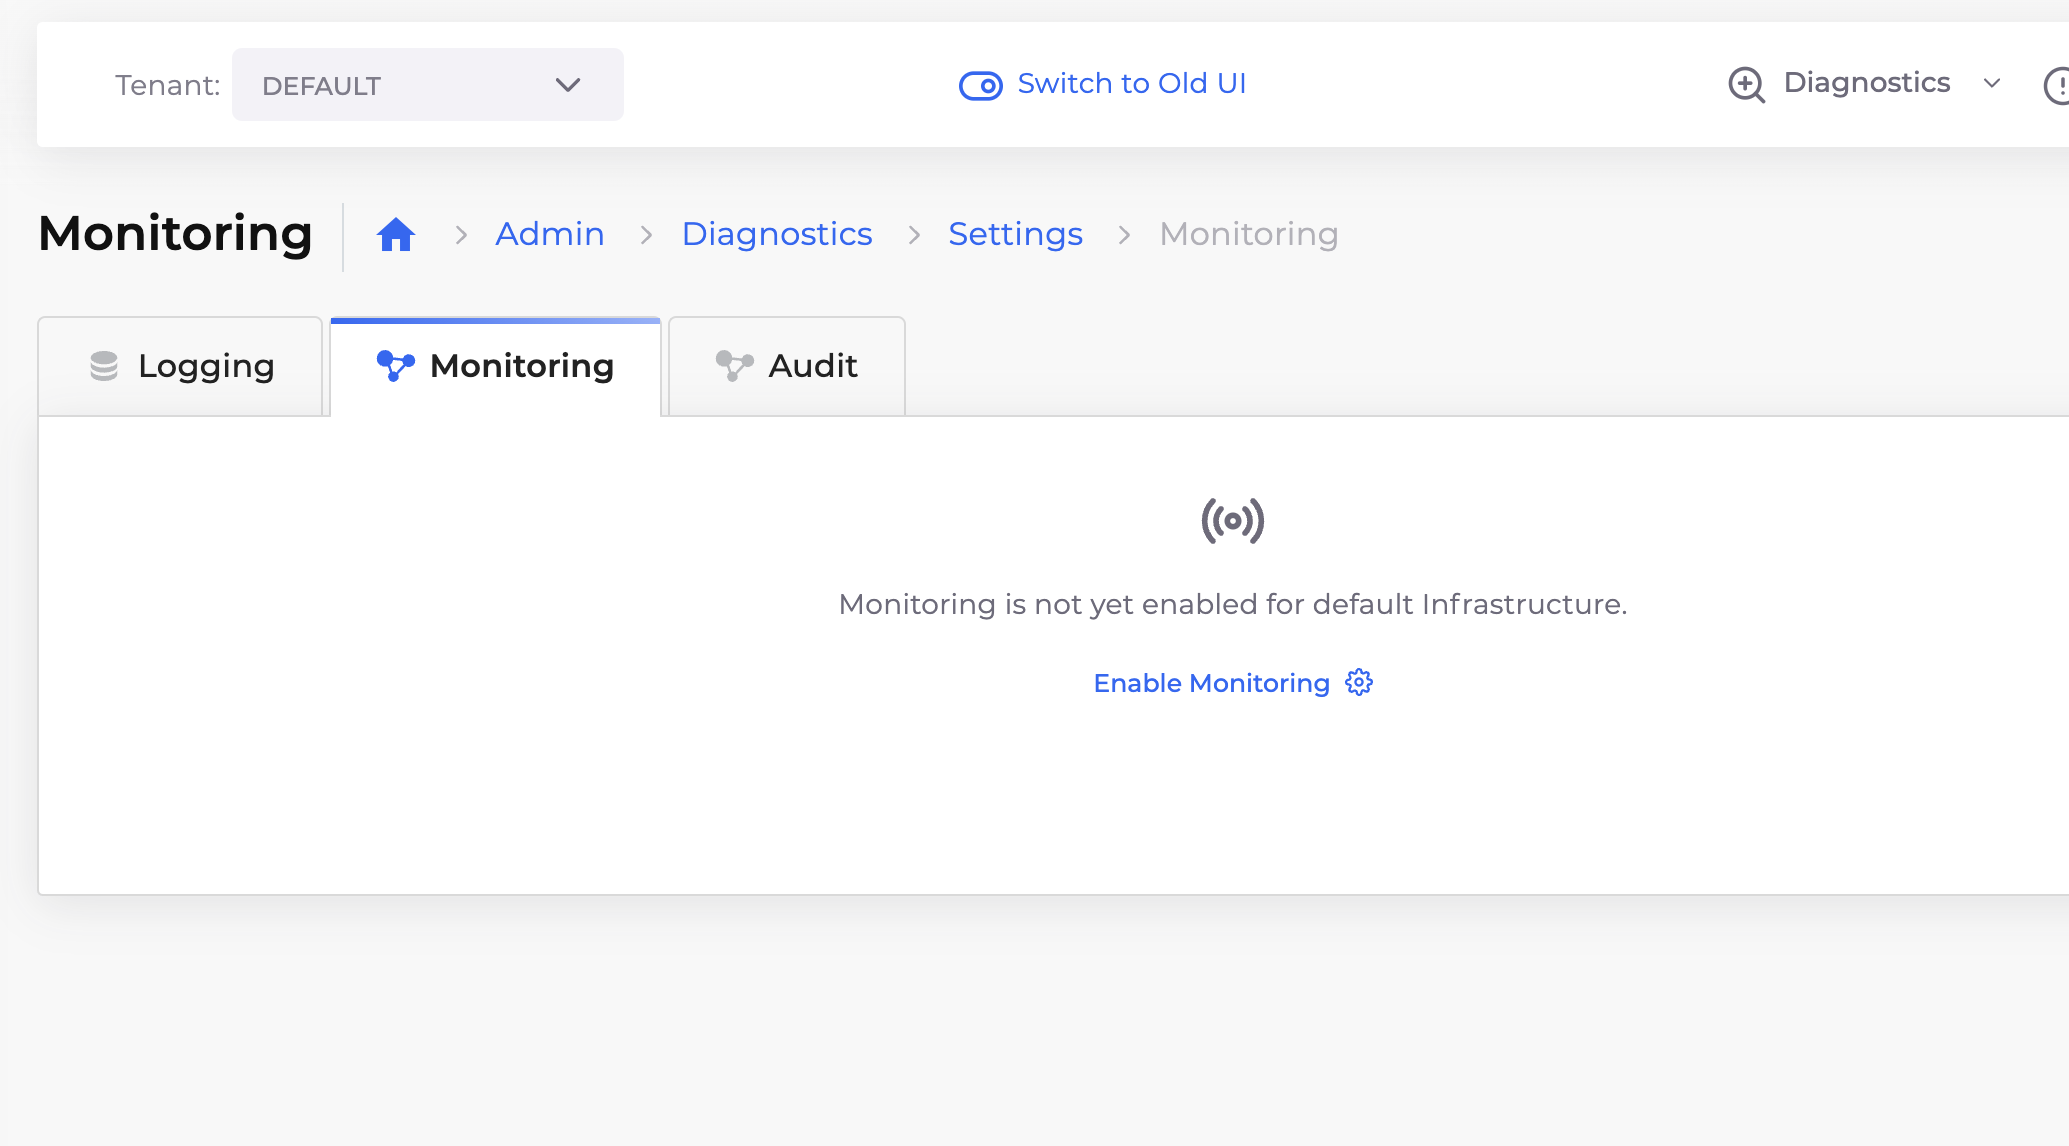 Tenant: DEFAULT Switch to Old UI Diagnostics
Monitoring Admin Diagnostics Settings Monitoring
Logging Monitoring Audit
Monitoring is not yet enabled for default Infrastructure.
Enable Monitoring